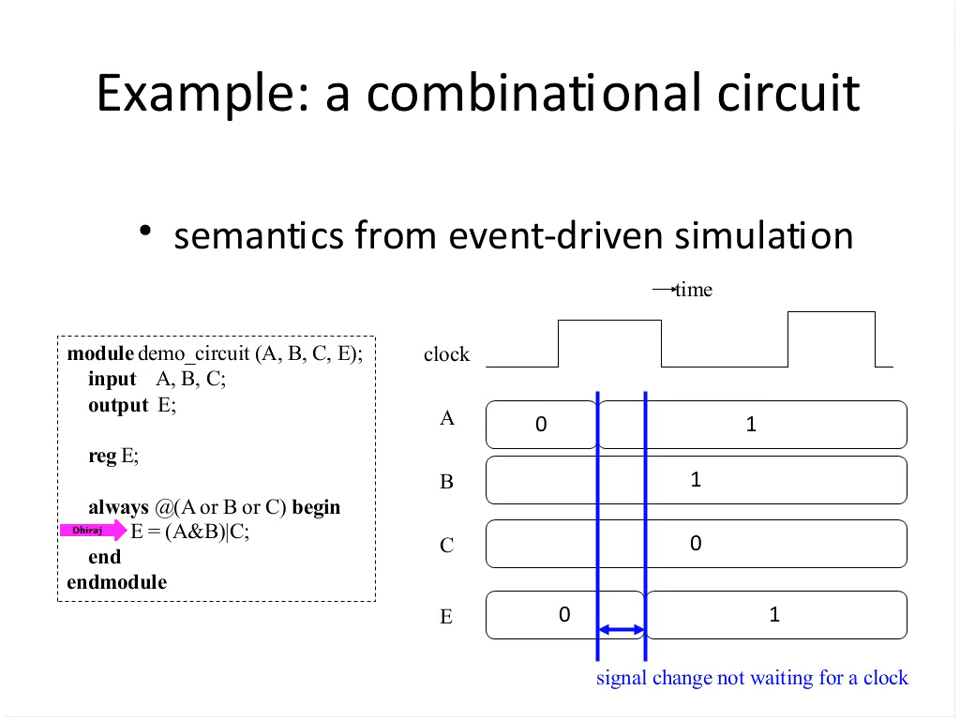 Example: a combinational circuit
• semantics from event-driven simulation
module demo_circuit (A, B, C, E);
input A, B, C;
output E;
reg E;
always @(A or B or C) begin
Dhiraj
E = (A&B)|C;
end
endmodule
time
clock
A
0 1
B
1
C
0
E
0 1
signal change not waiting for a clock